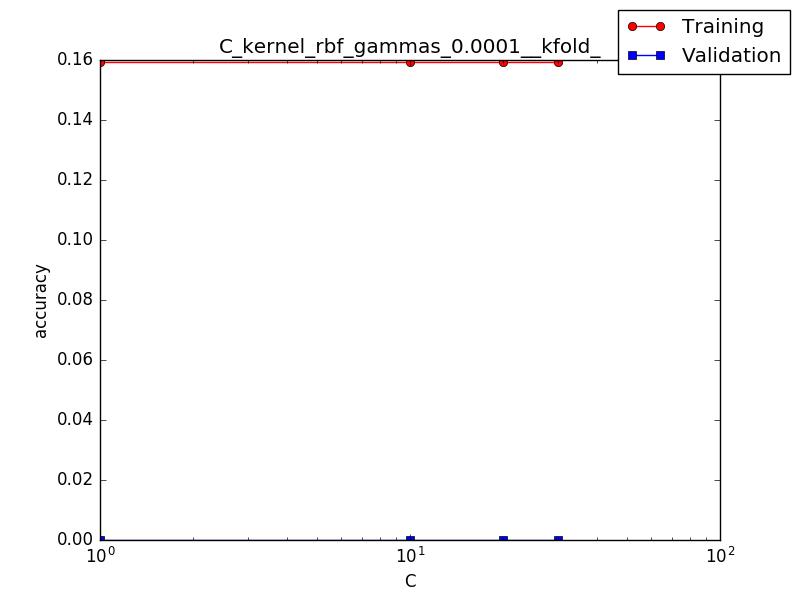 C_kernel_rbf_gammas_0.0001__kfold_
Training
Validation
0.16
0.14
0.12
0.10
0.08
0.06
0.04
0.02
0.00
accuracy
10^0
10^1
10^2
C